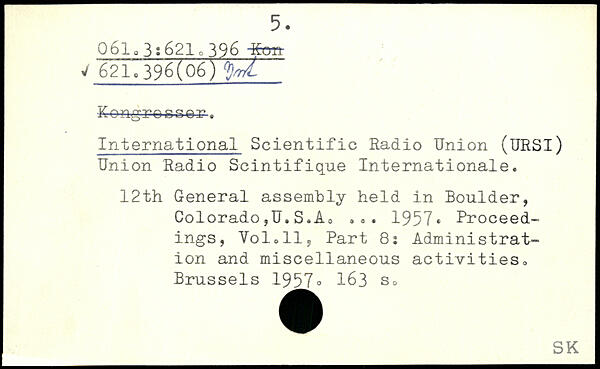 5.
061.3:621.396 Kon
✓ 621.396(06) Int
Kongresser.
International Scientific Radio Union (URSI)
Union Radio Scintifique Internationale.
12th General assembly held in Boulder,
Colorado,U.S.A. ... 1957. Proceed-
ings, Vol.11, Part 8: Administrat-
ion and miscellaneous activities.
Brussels 1957. 163 s.
SK